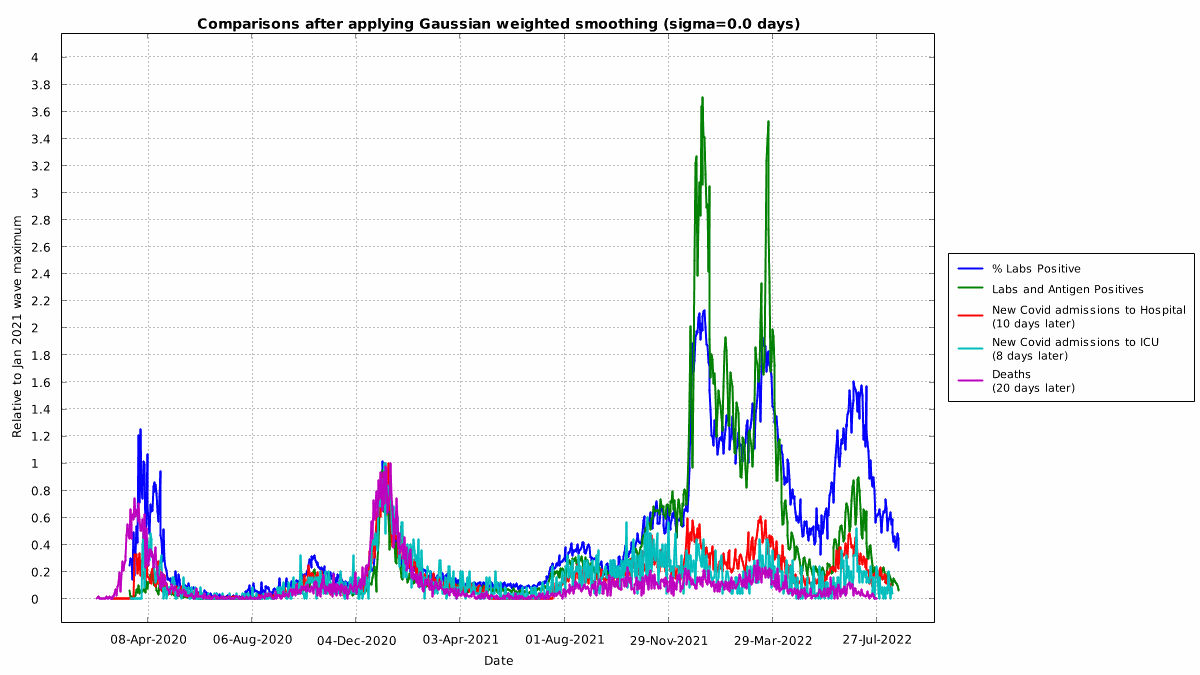 Comparisons after applying Gaussian weighted smoothing (sigma=0.0 days)
Relative to Jan 2021 wave maximum
4
3.8
3.6
3.4
3.2
3
2.8
2.6
2.4
2.2
2
1.8
1.6
1.4
1.2
1
0.8
0.6
0.4
0.2
0
08-Apr-2020
06-Aug-2020
04-Dec-2020
03-Apr-2021
01-Aug-2021
29-Nov-2021
29-Mar-2022
27-Jul-2022
Date
% Labs Positive
Labs and Antigen Positives
New Covid admissions to Hospital
(10 days later)
New Covid admissions to ICU
(8 days later)
Deaths
(20 days later)